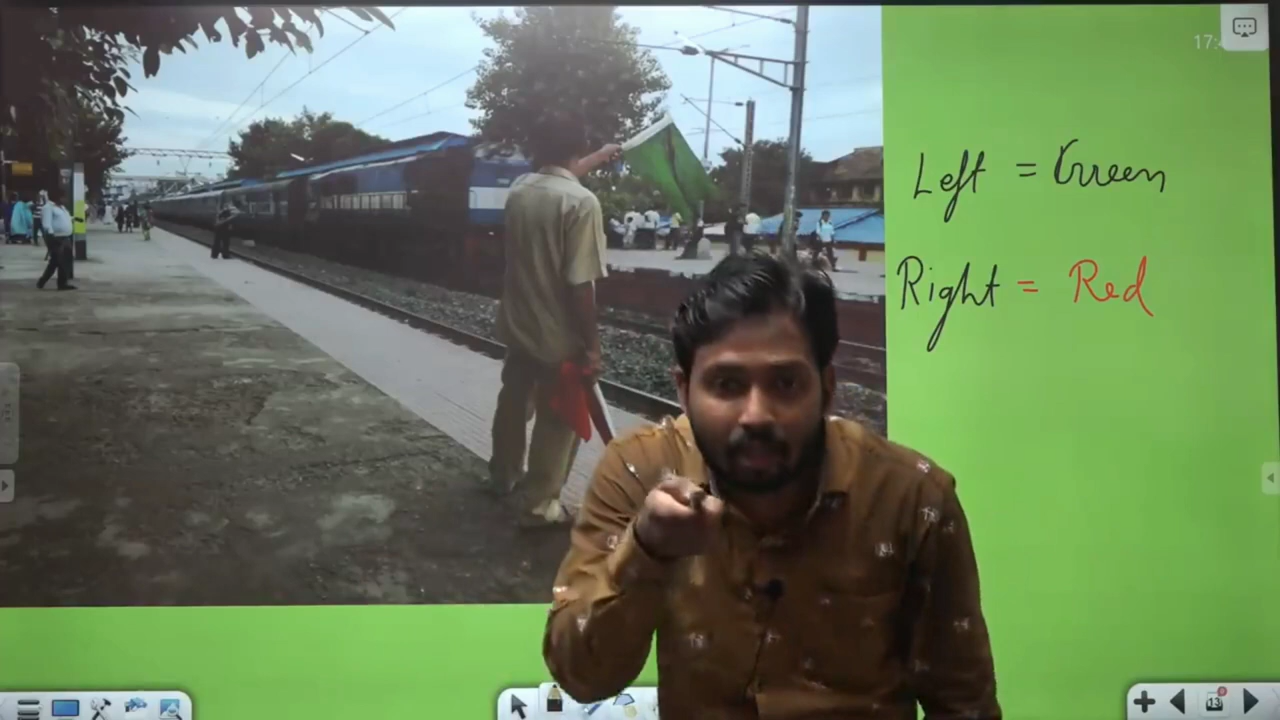 Left = Green
Right = Red